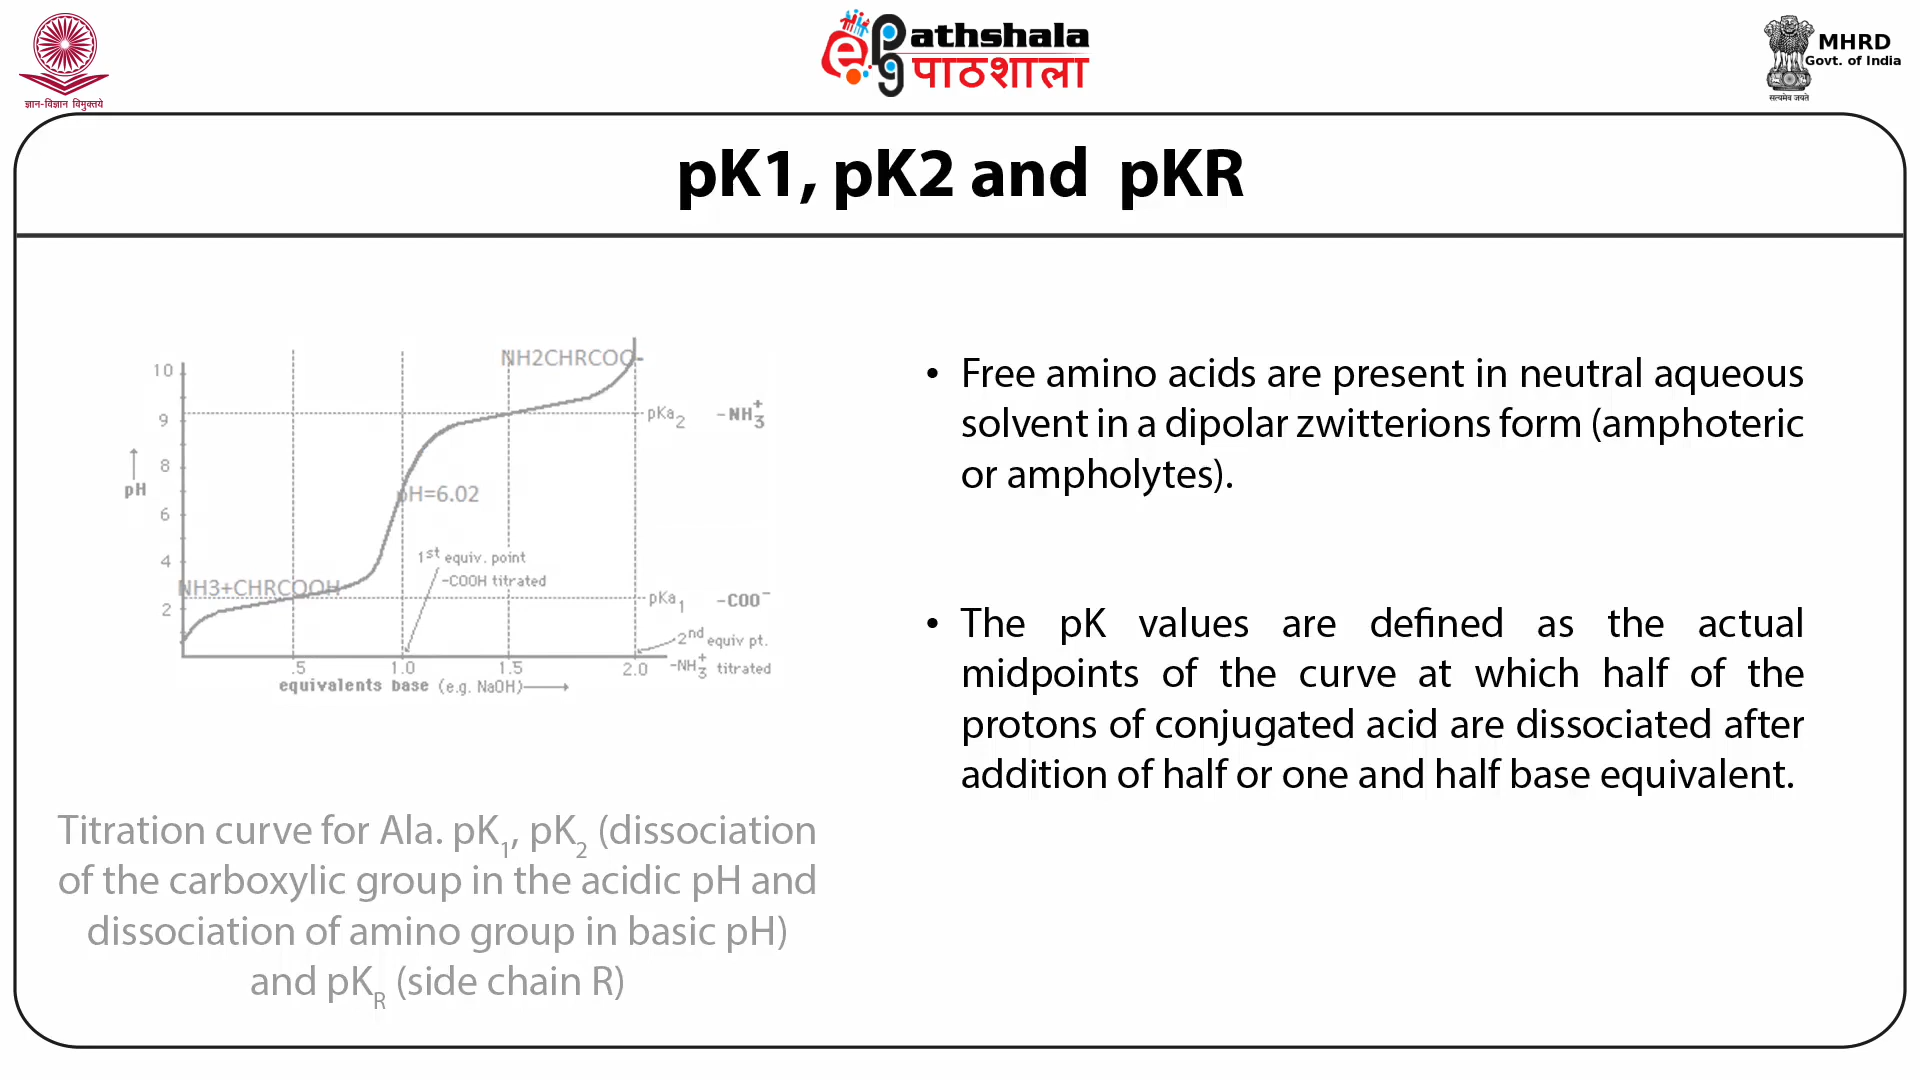 ज्ञान-विज्ञान विमुक्तये
ePathshala
पाठशाला
MHRD
Govt. of India
सत्यमेव जयते
pK1, pK2 and pKR
NH2CHRCOO-
10
9
8
6
4
2
pH
pKa2 -NH3+
pH=6.02
1st equiv. point
-COOH titrated
NH3+CHRCOOH
pKa1 -COO−
2nd equiv pt.
-NH3+ titrated
.5 1.0 1.5 2.0
equivalents base (e.g. NaOH)
Titration curve for Ala. pK1, pK2 (dissociation
of the carboxylic group in the acidic pH and
dissociation of amino group in basic pH)
and pKR (side chain R)
• Free amino acids are present in neutral aqueous
solvent in a dipolar zwitterions form (amphoteric
or ampholytes).
• The pK values are defined as the actual
midpoints of the curve at which half of the
protons of conjugated acid are dissociated after
addition of half or one and half base equivalent.